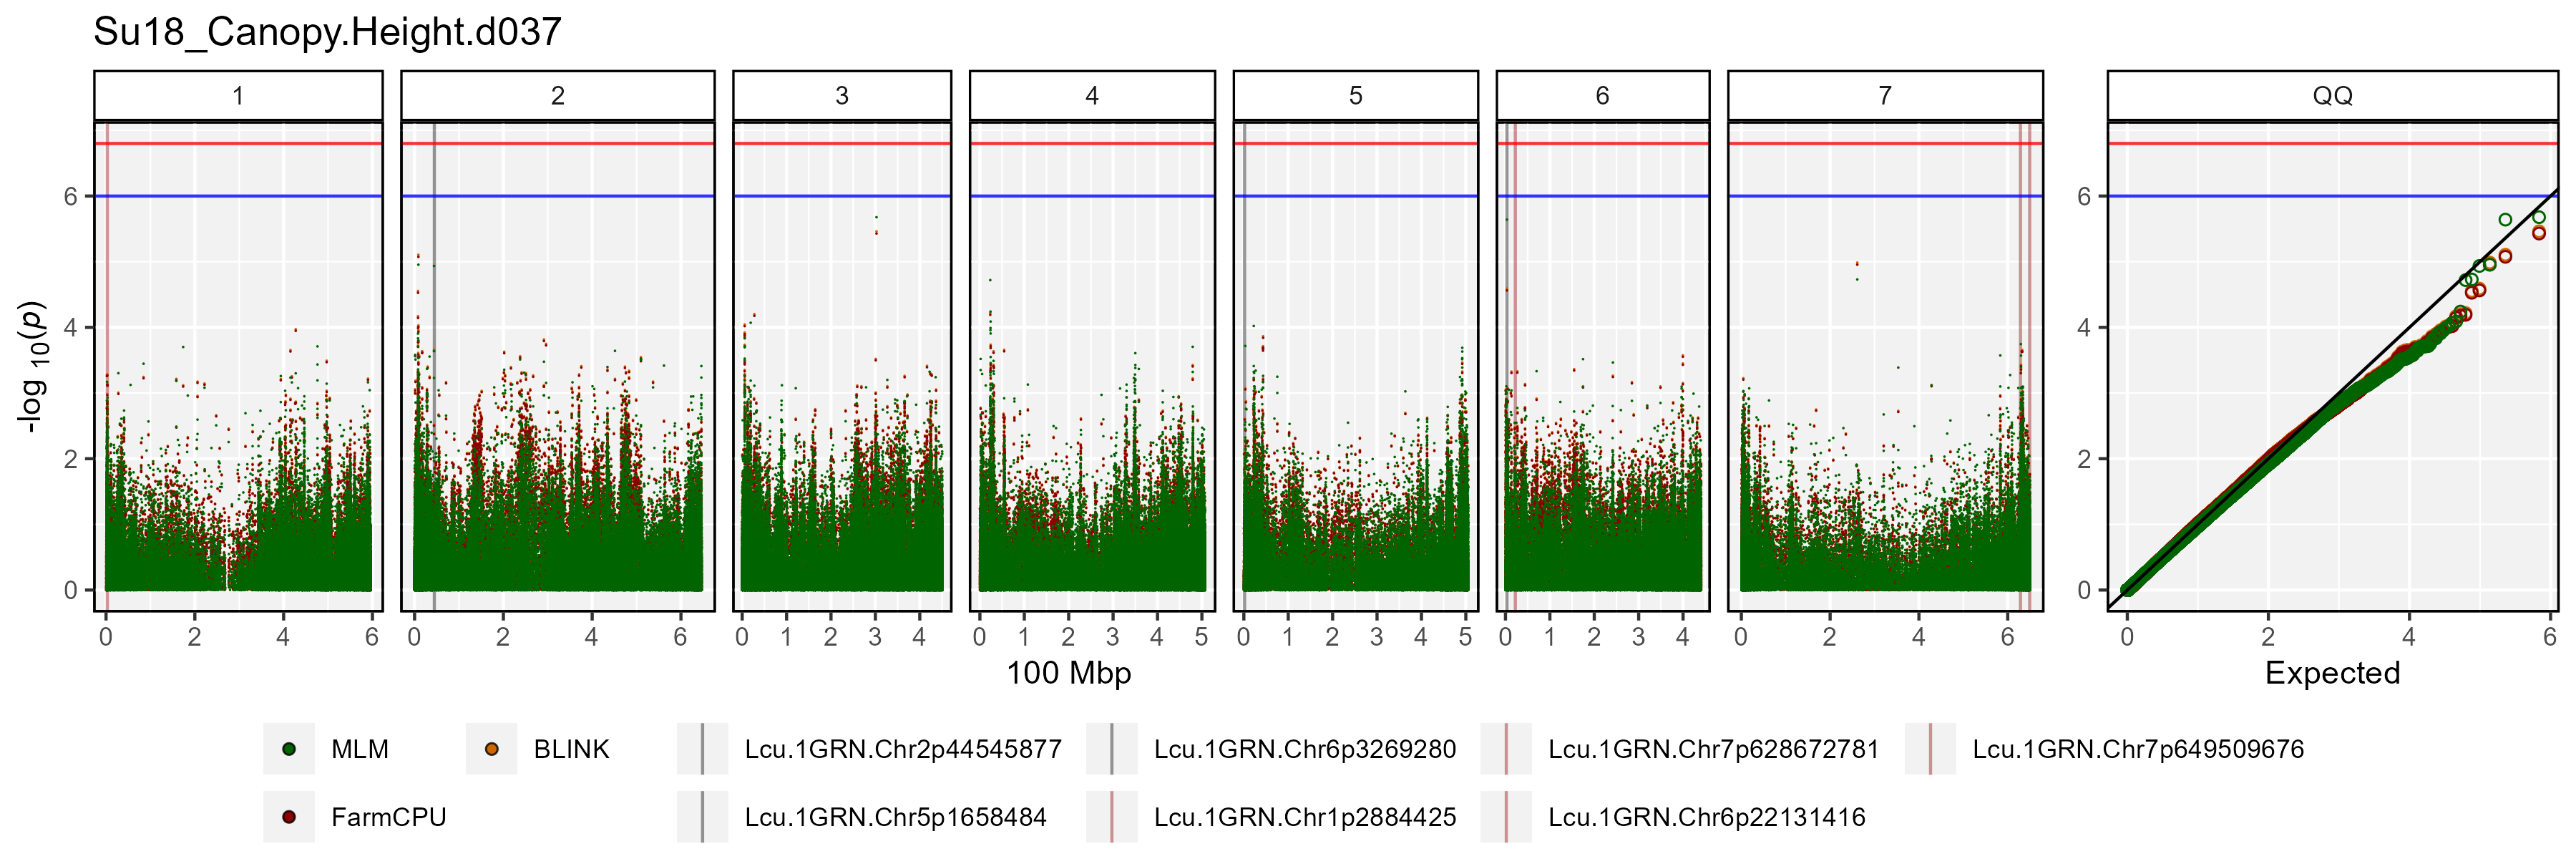 Su18_Canopy.Height.d037
1 2 3 4 5 6 7 QQ
-log 10(p)
6
4
2
0
6
4
2
0
0 2 4 6 0 2 4 6 0 1 2 3 4 0 1 2 3 4 5 0 1 2 3 4 5 0 1 2 3 4 0 2 4 6 0 2 4 6
100 Mbp Expected
MLM BLINK Lcu.1GRN.Chr2p44545877 Lcu.1GRN.Chr6p3269280 Lcu.1GRN.Chr7p628672781 Lcu.1GRN.Chr7p649509676
FarmCPU Lcu.1GRN.Chr5p1658484 Lcu.1GRN.Chr1p2884425 Lcu.1GRN.Chr6p22131416